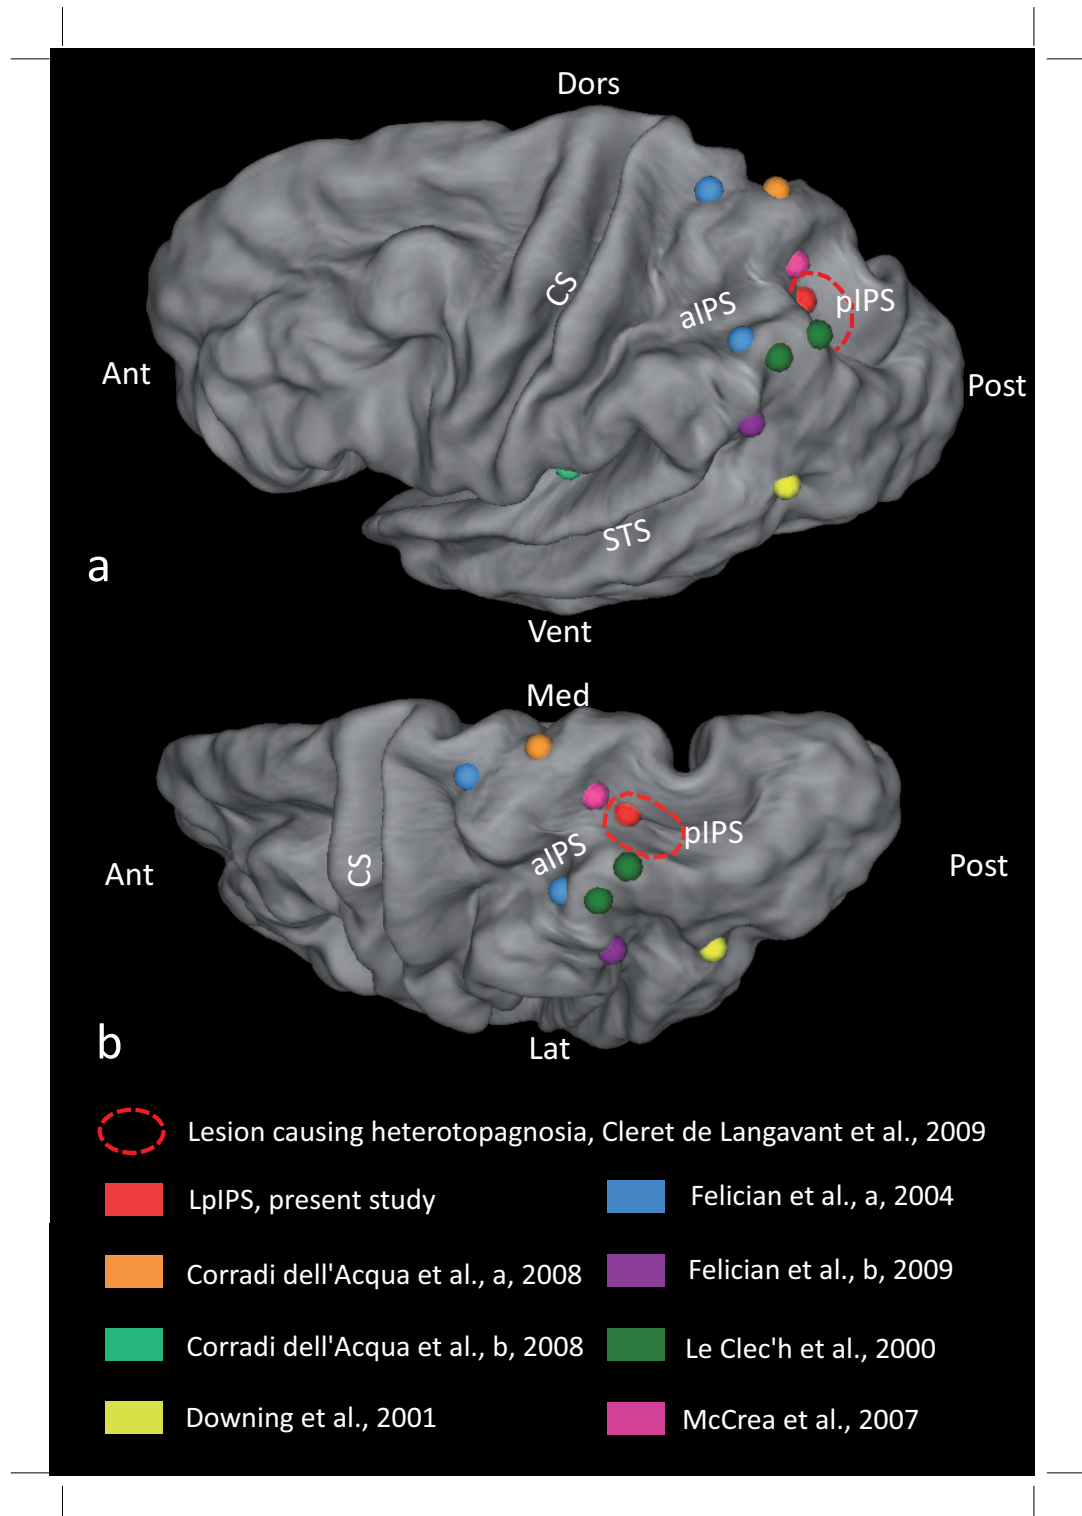 Dors
CS
aIPS
pIPS
Ant
Post
STS
a
Vent
Med
aIPS
pIPS
CS
Ant
Post
b
Lat
Lesion causing heterotopagnosia, Cleret de Langavant et al., 2009
LpIPS, present study
Felician et al., a, 2004
Corradi dell'Acqua et al., a, 2008
Felician et al., b, 2009
Corradi dell'Acqua et al., b, 2008
Le Clec'h et al., 2000
Downing et al., 2001
McCrea et al., 2007